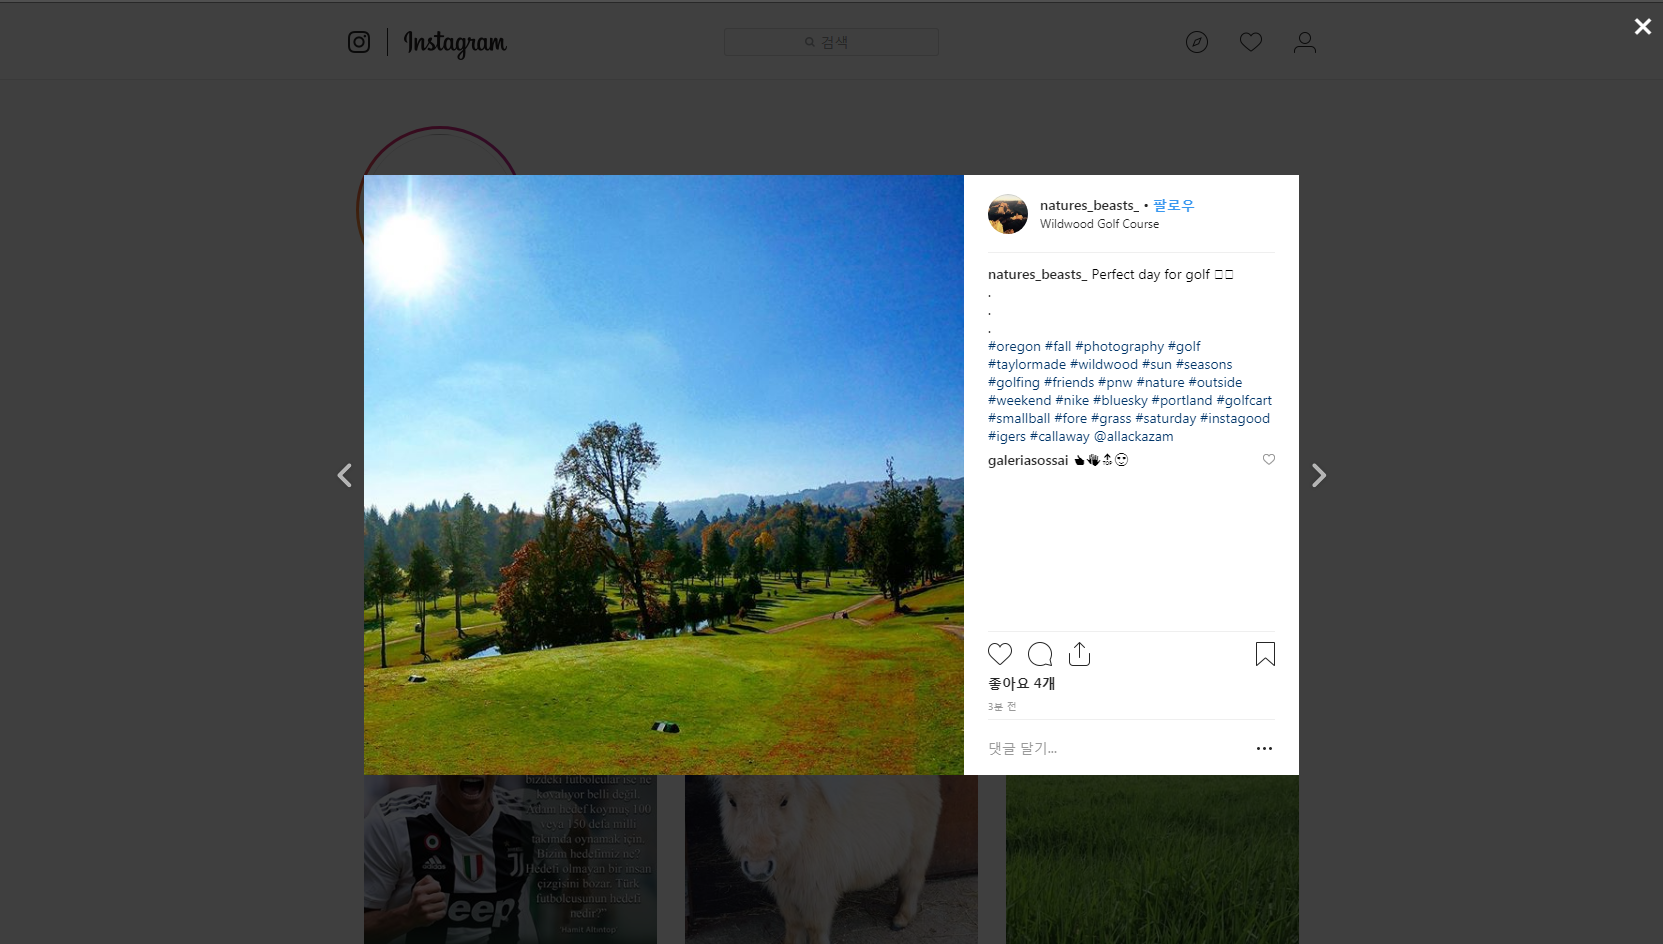 Instagram
검색
natures_beasts_ • 팔로우
Wildwood Golf Course
natures_beasts_ Perfect day for golf
.
.
.
#oregon #fall #photography #golf
#taylormade #wildwood #sun #seasons
#golfing #friends #pnw #nature #outside
#weekend #nike #bluesky #portland #golfcart
#smallball #fore #grass #saturday #instagood
#igers #callaway @allackazam
galeriasossai
좋아요 4개
3분 전
댓글 달기...
bizdeki futbolcular ise ne
kovalıyor belli değil.
Adam hedef koymuş 100
veya 150 defa milli
takımda oynamak için.
Bizim hedefimiz ne?
Hedefi olmayan bir insan
çizgisini bozar. Türk
futbolcusunun hedefi
nedir?"
'Hamit Altıntop'
adidas
Jeep